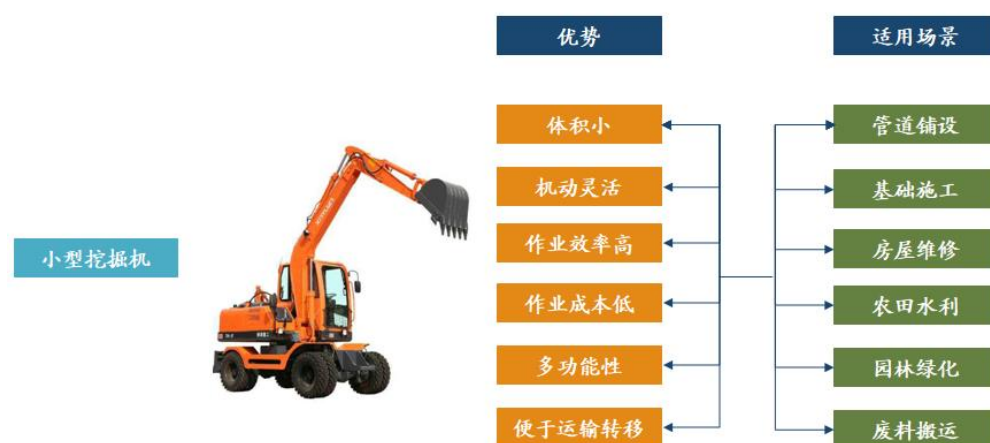 优势
适用场景
体积小
管道铺设
机动灵活
基础施工
作业效率高
房屋维修
小型挖掘机
作业成本低
农田水利
多功能性
园林绿化
便于运输转移
废料搬运